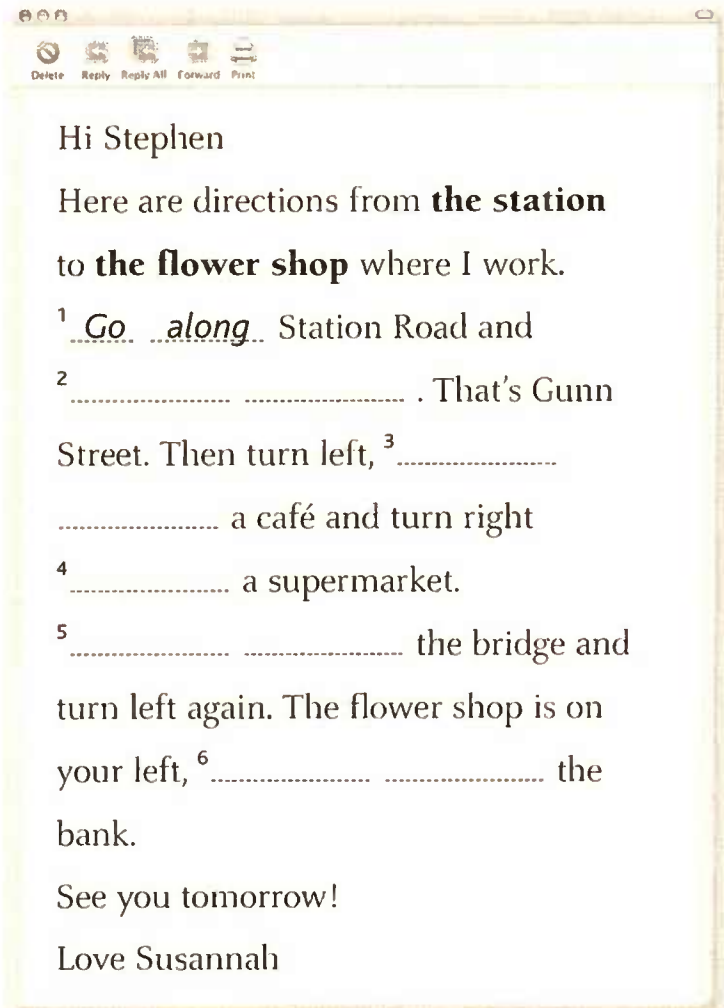 Delete Reply Reply All Forward Print
Hi Stephen
Here are directions from the station
to the flower shop where I work.
1 Go along Station Road and
2 ........................ ........................ . That's Gunn
Street. Then turn left, 3 ........................
........................ a café and turn right
4 ........................ a supermarket.
5 ........................ ........................ the bridge and
turn left again. The flower shop is on
your left, 6 ........................ ........................ the
bank.
See you tomorrow!
Love Susannah